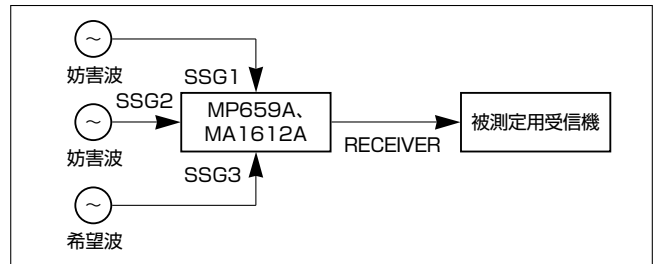 ~
妨害波
SSG1
~
SSG2
妨害波
MP659A、
MA1612A
RECEIVER
被測定用受信機
SSG3
~
希望波